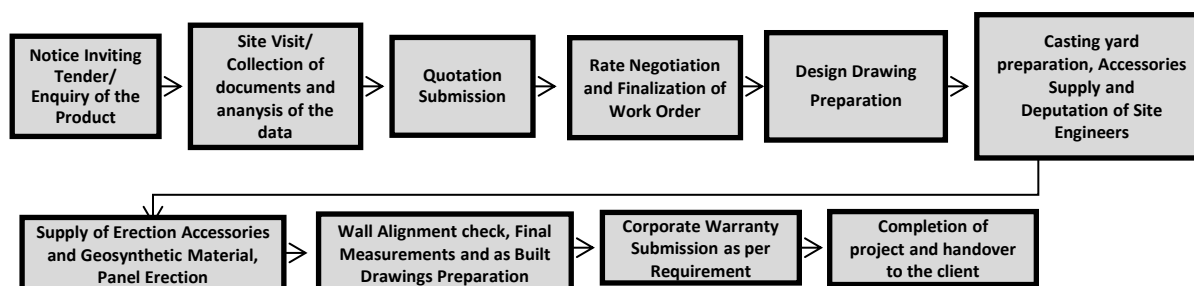 Notice Inviting
Tender/
Enquiry of the
Product
Site Visit/
Collection of
documents and
ananysis of the
data
Quotation
Submission
Rate Negotiation
and Finalization of
Work Order
Design Drawing
Preparation
Casting yard
preparation, Accessories
Supply and
Deputation of Site
Engineers
Supply of Erection Accessories
and Geosynthetic Material,
Panel Erection
Wall Alignment check, Final
Measurements and as Built
Drawings Preparation
Corporate Warranty
Submission as per
Requirement
Completion of
project and handover
to the client